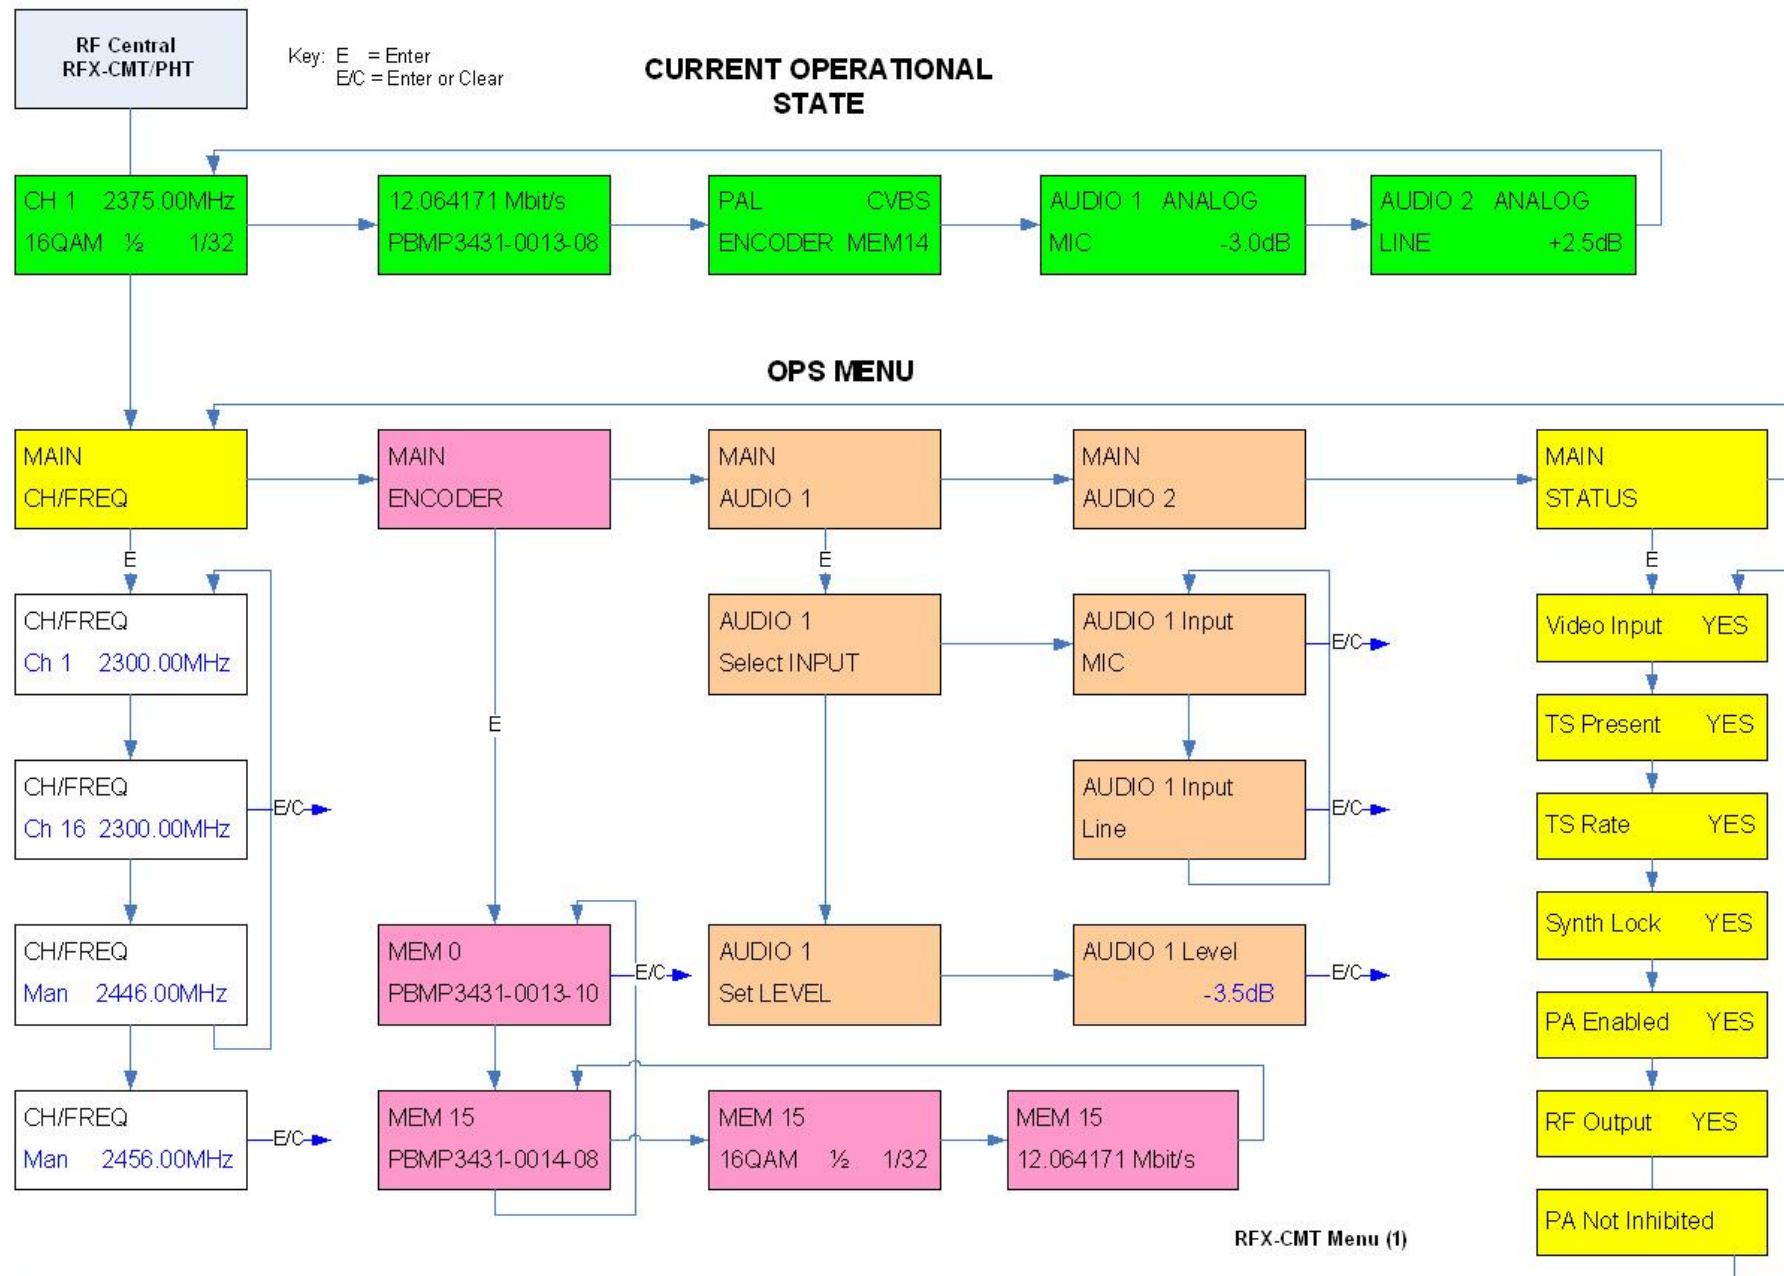 RF Central
RFX-CMT/PHT
Key: E = Enter
E/C = Enter or Clear
CURRENT OPERATIONAL
STATE
CH 1 2375.00MHz
16QAM ½ 1/32
12.064171 Mbit/s
PBMP3431-0013-08
PAL CVBS
ENCODER MEM14
AUDIO 1 ANALOG
MIC -3.0dB
AUDIO 2 ANALOG
LINE +2.5dB
OPS MENU
MAIN
CH/FREQ
MAIN
ENCODER
MAIN
AUDIO 1
MAIN
AUDIO 2
MAIN
STATUS
E
E
E
CH/FREQ
Ch 1 2300.00MHz
AUDIO 1
Select INPUT
AUDIO 1 Input
MIC
E/C
Video Input YES
E
TS Present YES
CH/FREQ
Ch 16 2300.00MHz
E/C
AUDIO 1 Input
Line
E/C
TS Rate YES
Synth Lock YES
CH/FREQ
Man 2446.00MHz
MEM 0
PBMP3431-0013-10
E/C
AUDIO 1
Set LEVEL
AUDIO 1 Level
-3.5dB
E/C
PA Enabled YES
CH/FREQ
Man 2456.00MHz
E/C
MEM 15
PBMP3431-0014-08
MEM 15
16QAM ½ 1/32
MEM 15
12.064171 Mbit/s
RF Output YES
PA Not Inhibited
RFX-CMT Menu (1)